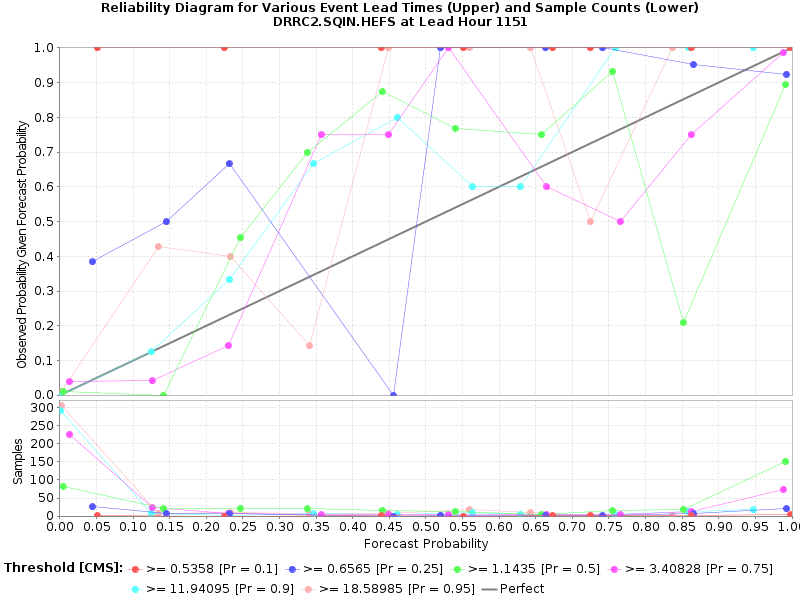 Reliability Diagram for Various Event Lead Times (Upper) and Sample Counts (Lower)
DRRC2.SQIN.HEFS at Lead Hour 1151
Observed Probability Given Forecast Probability
1.0
0.9
0.8
0.7
0.6
0.5
0.4
0.3
0.2
0.1
0.0
Samples
300
250
200
150
100
50
0
0.00 0.05 0.10 0.15 0.20 0.25 0.30 0.35 0.40 0.45 0.50 0.55 0.60 0.65 0.70 0.75 0.80 0.85 0.90 0.95 1.0
Forecast Probability
Threshold [CMS]: >= 0.5358 [Pr = 0.1] >= 0.6565 [Pr = 0.25] >= 1.1435 [Pr = 0.5] >= 3.40828 [Pr = 0.75]
>= 11.94095 [Pr = 0.9] >= 18.58985 [Pr = 0.95] Perfect